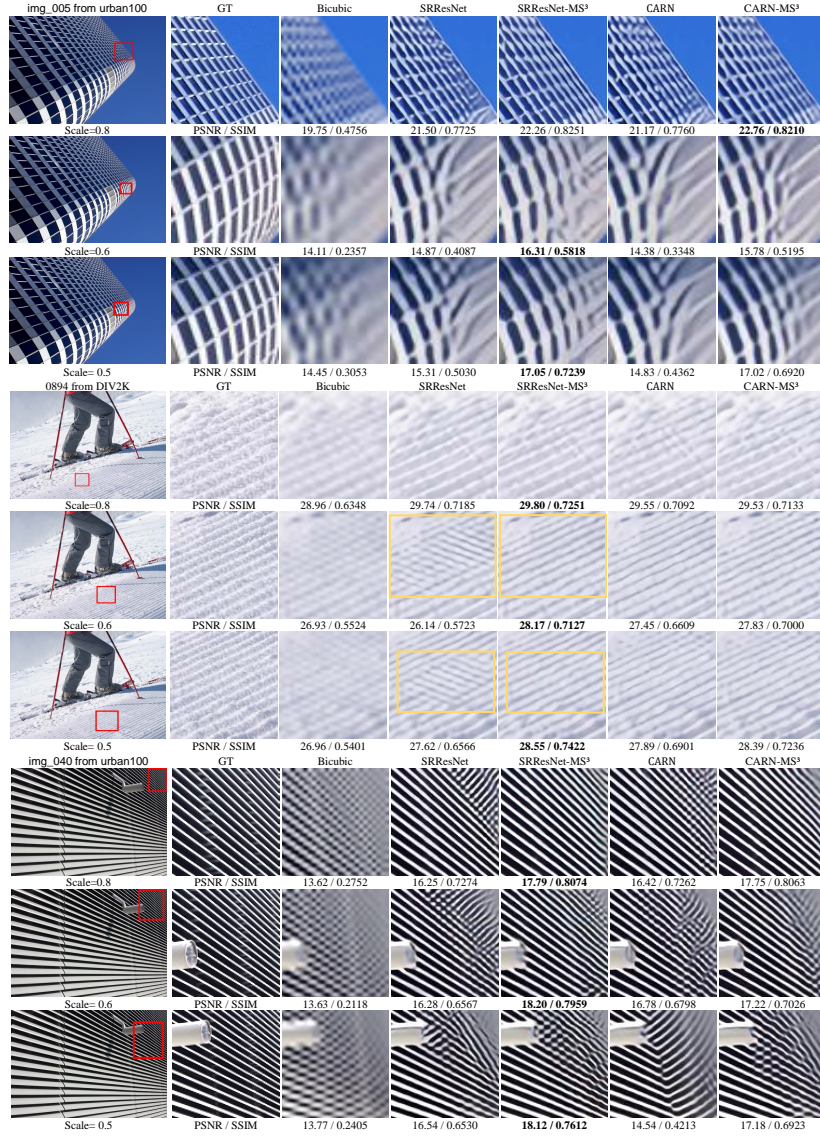 img_005 from urban100 GT Bicubic SRResNet SRResNet-MS³ CARN CARN-MS³
Scale=0.8 PSNR / SSIM 19.75 / 0.4756 21.50 / 0.7725 22.26 / 0.8251 21.17 / 0.7760 22.76 / 0.8210
Scale=0.6 PSNR / SSIM 14.11 / 0.2357 14.87 / 0.4087 16.31 / 0.5818 14.38 / 0.3348 15.78 / 0.5195
Scale= 0.5 PSNR / SSIM 14.45 / 0.3053 15.31 / 0.5030 17.05 / 0.7239 14.83 / 0.4362 17.02 / 0.6920
0894 from DIV2K GT Bicubic SRResNet SRResNet-MS³ CARN CARN-MS³
Scale=0.8 PSNR / SSIM 28.96 / 0.6348 29.74 / 0.7185 29.80 / 0.7251 29.55 / 0.7092 29.53 / 0.7133
Scale= 0.6 PSNR / SSIM 26.93 / 0.5524 26.14 / 0.5723 28.17 / 0.7127 27.45 / 0.6609 27.83 / 0.7000
Scale= 0.5 PSNR / SSIM 26.96 / 0.5401 27.62 / 0.6566 28.55 / 0.7422 27.89 / 0.6901 28.39 / 0.7236
img_040 from urban100 GT Bicubic SRResNet SRResNet-MS³ CARN CARN-MS³
Scale=0.8 PSNR / SSIM 13.62 / 0.2752 16.25 / 0.7274 17.79 / 0.8074 16.42 / 0.7262 17.75 / 0.8063
Scale= 0.6 PSNR / SSIM 13.63 / 0.2118 16.28 / 0.6567 18.20 / 0.7959 16.78 / 0.6798 17.22 / 0.7026
Scale= 0.5 PSNR / SSIM 13.77 / 0.2405 16.54 / 0.6530 18.12 / 0.7612 14.54 / 0.4213 17.18 / 0.6923